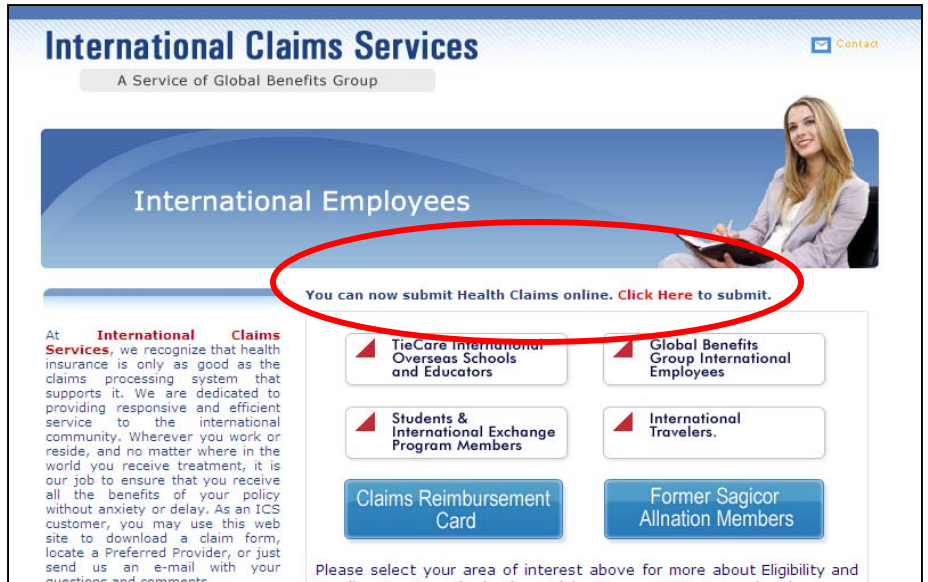 International Claims Services
A Service of Global Benefits Group
Contact
International Employees
You can now submit Health Claims online. Click Here to submit.
At International Claims
Services, we recognize that health
insurance is only as good as the
claims processing system that
supports it. We are dedicated to
providing responsive and efficient
service to the international
community. Wherever you work or
reside, and no matter where in the
world you receive treatment, it is
our job to ensure that you receive
all the benefits of your policy
without anxiety or delay. As an ICS
customer, you may use this web
site to download a claim form,
locate a Preferred Provider, or just
send us an e-mail with your
questions and comments
TieCare International
Overseas Schools
and Educators
Global Benefits
Group International
Employees
Students &
International Exchange
Program Members
International
Travelers.
Claims Reimbursement
Card
Former Sagicor
Allnation Members
Please select your area of interest above for more about Eligibility and